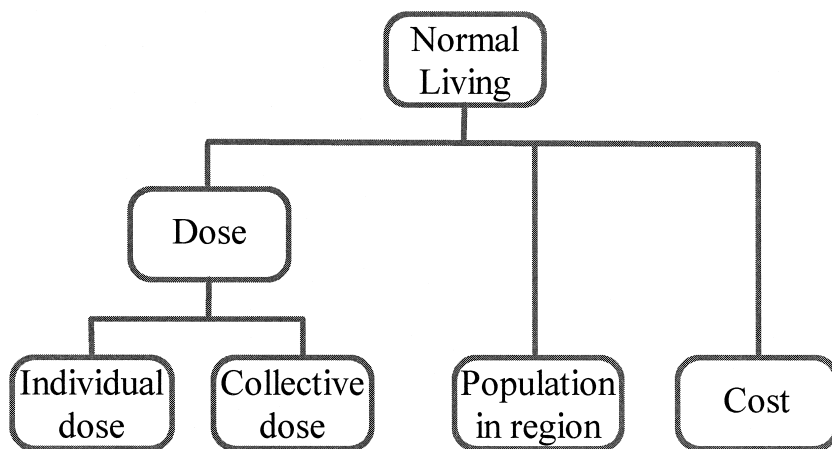 Normal
Living
Dose
Individual
dose
Collective
dose
Population
in region
Cost